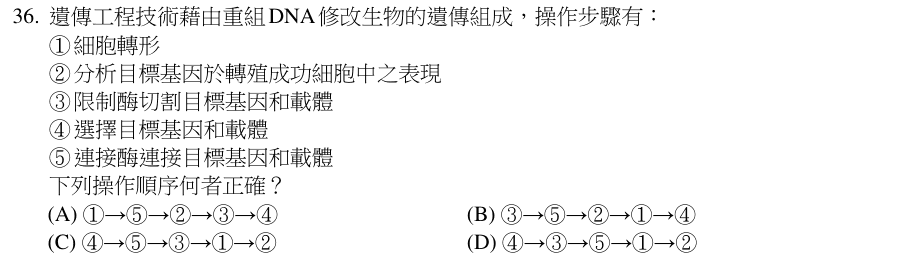 36. 遺傳工程技術藉由重組DNA修改生物的遺傳組成，操作步驟有：
①細胞轉形
②分析目標基因於轉殖成功細胞中之表現
③限制酶切割目標基因和載體
④選擇目標基因和載體
⑤連接酶連接目標基因和載體
下列操作順序何者正確？
(A) ①→⑤→②→③→④ (B) ③→⑤→②→①→④
(C) ④→⑤→③→①→② (D) ④→③→⑤→①→②